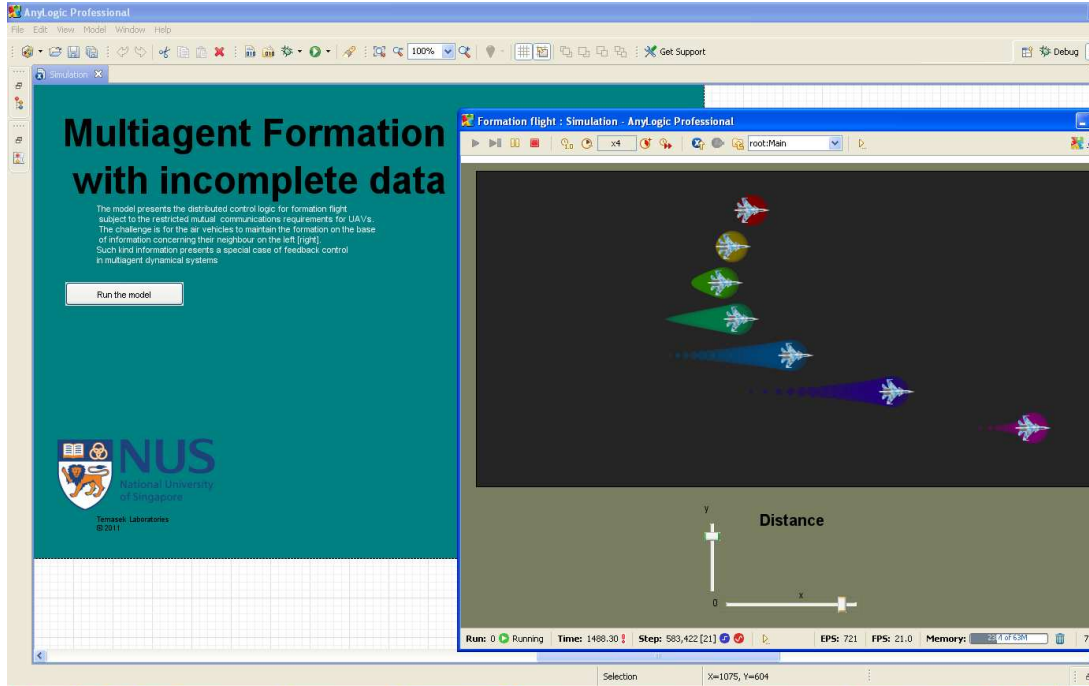 AnyLogic Professional
File Edit View Model Window Help
100%
Get Support
Debug
Simulation
Multiagent Formation
with incomplete data
The model presents the distributed control logic for formation flight
subject to the restricted mutual communications requirements for UAVs.
The challenge is for the air vehicles to maintain the formation on the base
of information concerning their neighbour on the left [right].
Such kind information presents a special case of feedback control
in multiagent dynamical systems
Run the model
NUS
National University
of Singapore
Temasek Laboratories
© 2011
Formation flight : Simulation - AnyLogic Professional
x4
root:Main
y
Distance
x
0
Run: 0 Running Time: 1488.30 Step: 583,422 [21] EPS: 721 FPS: 21.0 Memory: of 63M 7
Selection X=1075, Y=604